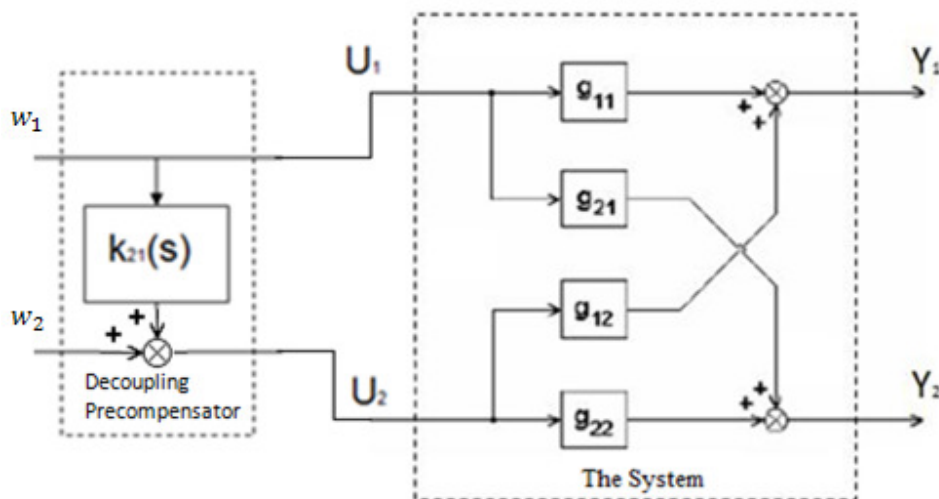 U₁
Y₁
g₁₁
+
+
w₁
g₂₁
k₂₁(s)
+
+
w₂
g₁₂
Decoupling
Precompensator
U₂
+
+
Y₂
g₂₂
The System